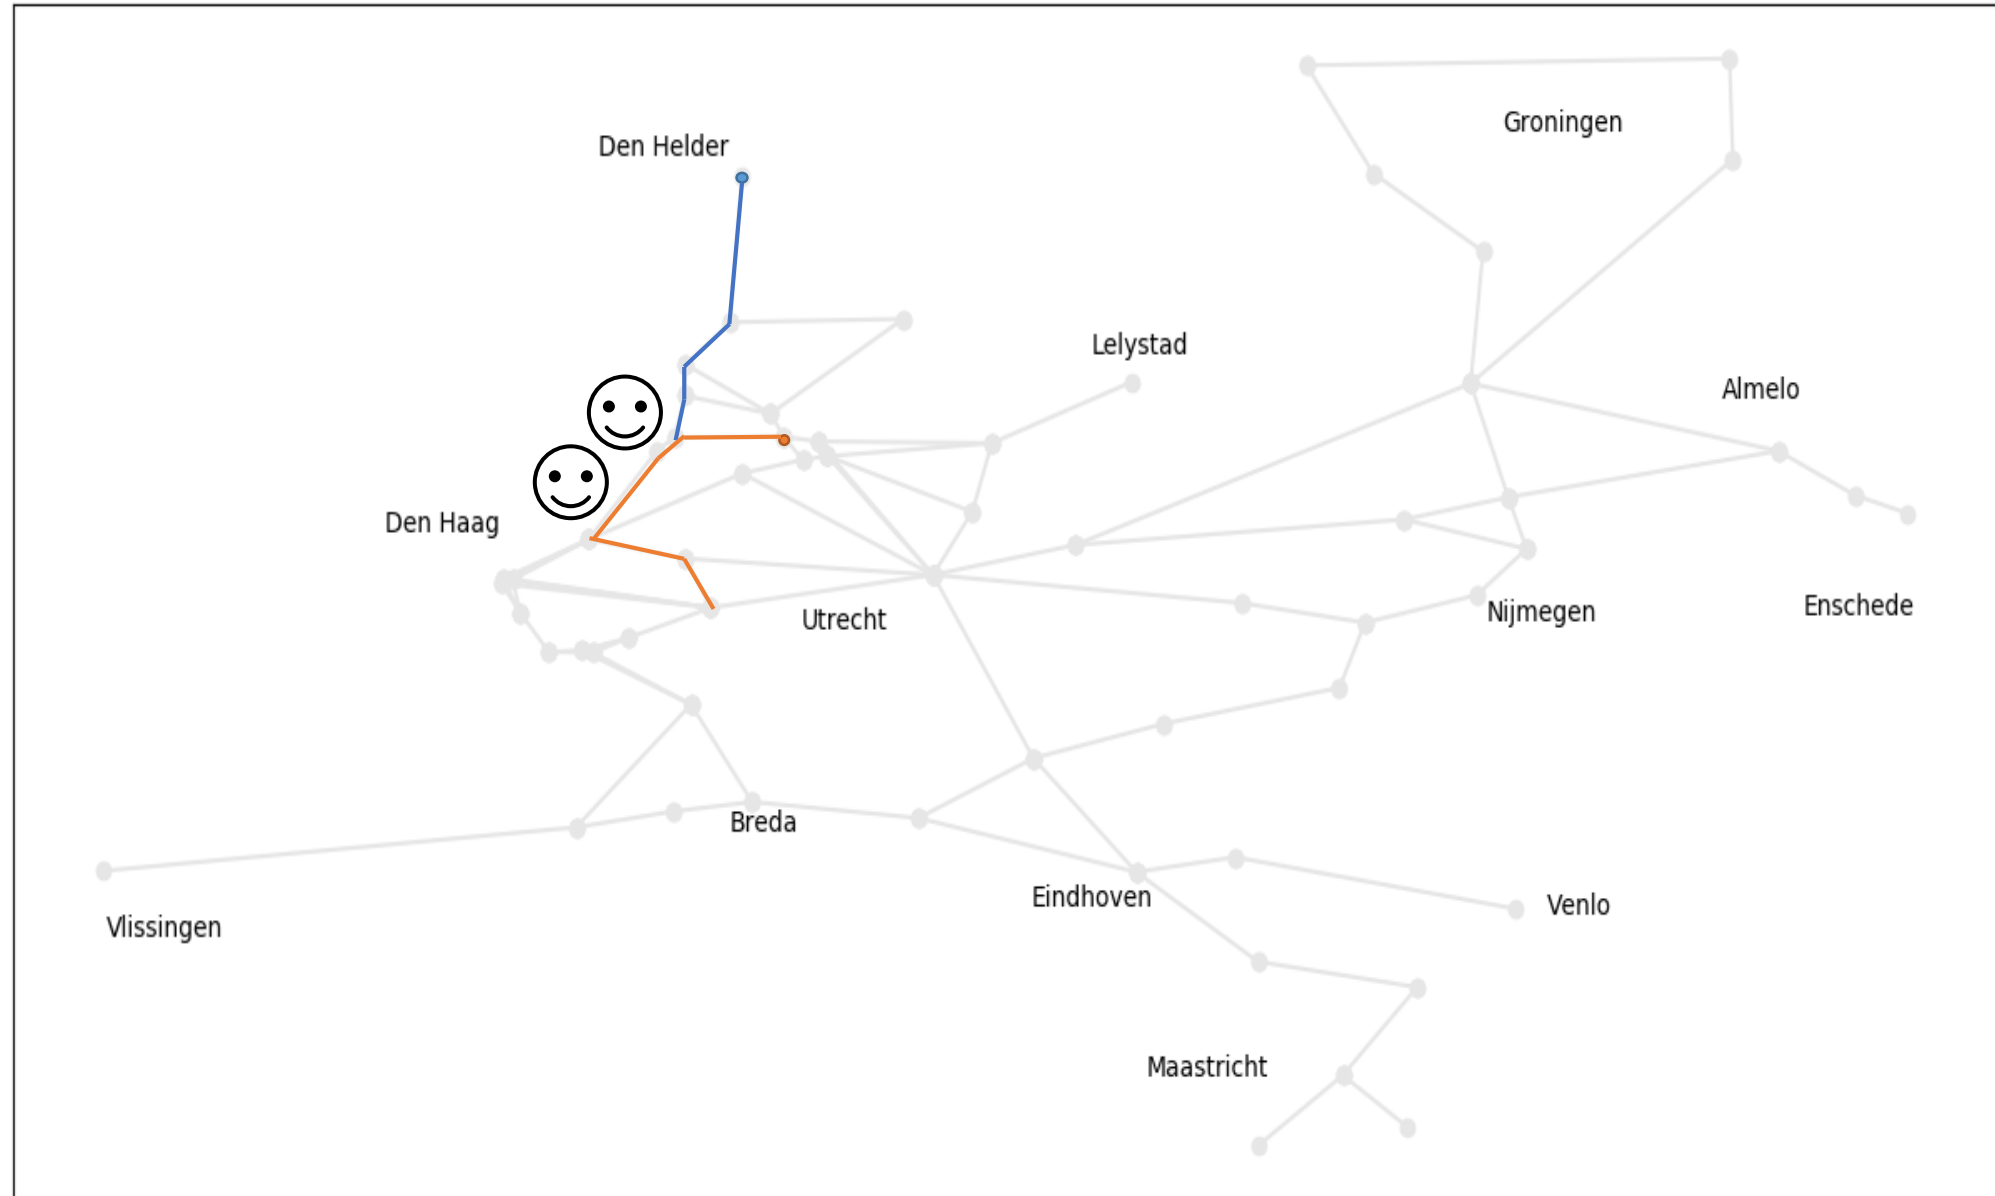 Groningen
Den Helder
Lelystad
Almelo
Den Haag
Utrecht
Nijmegen
Enschede
Breda
Eindhoven
Venlo
Vlissingen
Maastricht